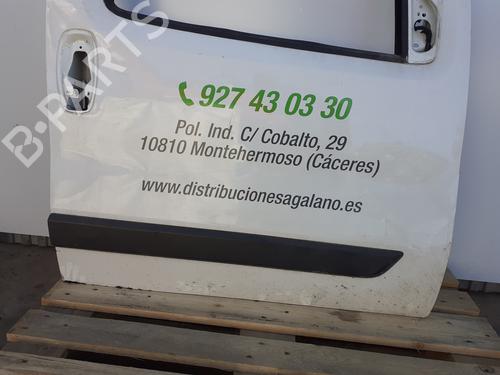 B-PARTS
927 43 03 30
Pol. Ind. C/ Cobalto, 29
10810 Montehermoso (Cáceres)
www.distribucionesagalano.es